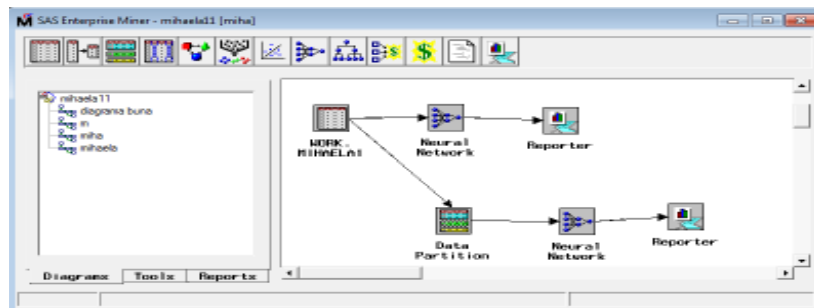 SAS Enterprise Miner - mihaela11 [miha]
mihaela11
diagrama buna
m
miha
mihaela
WORK.
MIHAELA1
Neural
Network
Reporter
Data
Partition
Neural
Network
Reporter
Diagrams Tools Reports